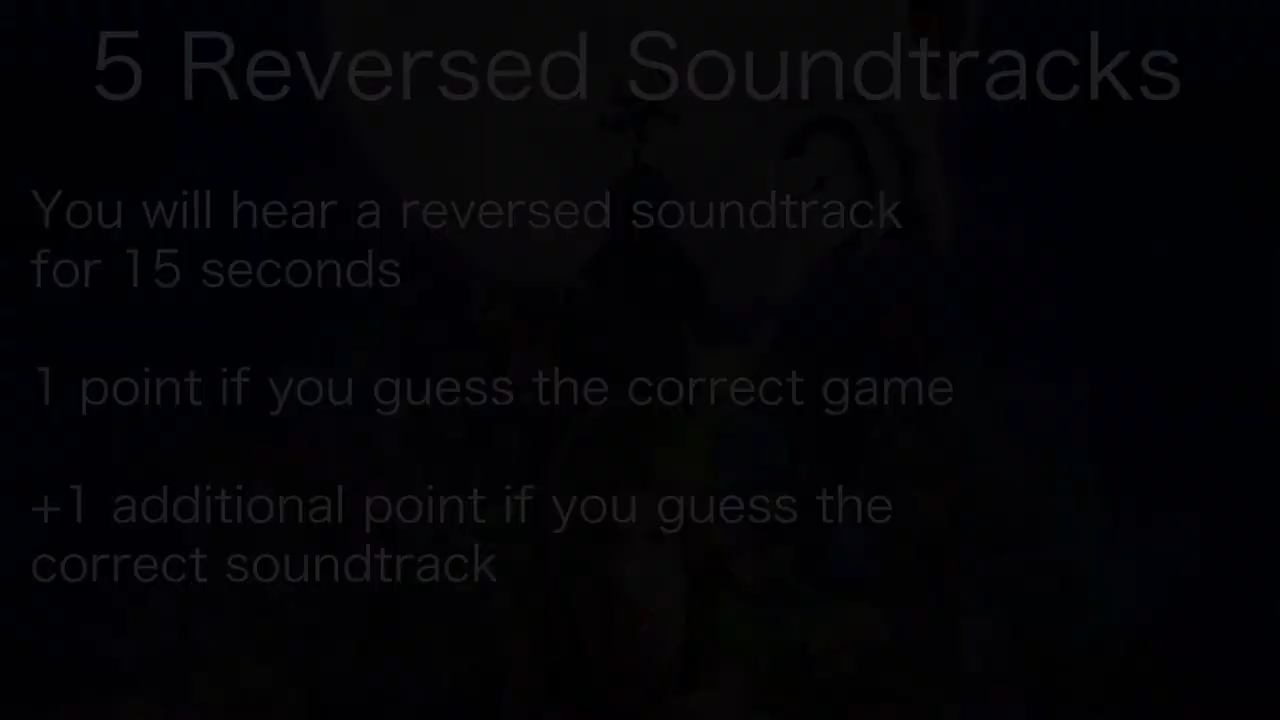 5 Reversed Soundtracks
You will hear a reversed soundtrack
for 15 seconds
1 point if you guess the correct game
+1 additional point if you guess the
correct soundtrack